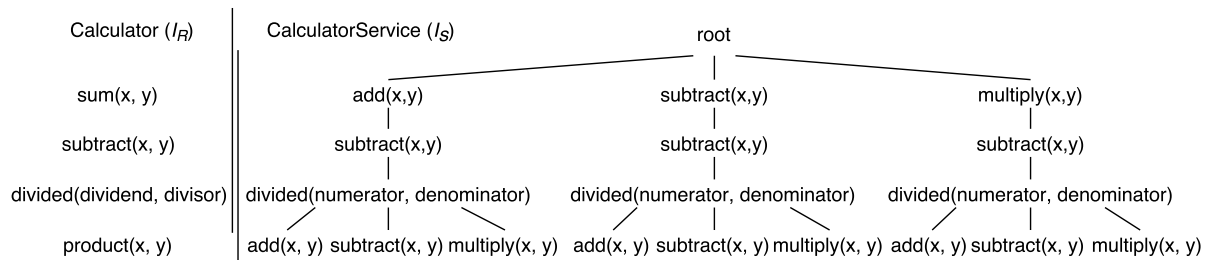 Calculator (I_R) CalculatorService (I_S) root
sum(x, y) add(x,y) subtract(x,y) multiply(x,y)
subtract(x, y) subtract(x,y) subtract(x,y) subtract(x,y)
divided(dividend, divisor) divided(numerator, denominator) divided(numerator, denominator) divided(numerator, denominator)
product(x, y) add(x, y) subtract(x, y) multiply(x, y) add(x, y) subtract(x, y) multiply(x, y) add(x, y) subtract(x, y) multiply(x, y)